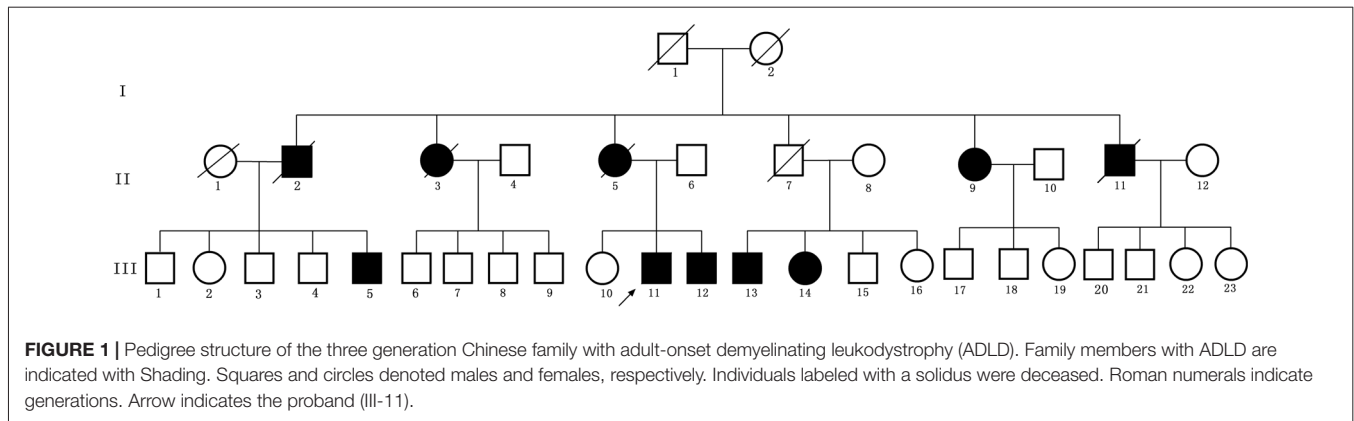 1 2
I
1 2 3 4 5 6 7 8 9 10 11 12
II
III
1 2 3 4 5 6 7 8 9 10 11 12 13 14 15 16 17 18 19 20 21 22 23
FIGURE 1 | Pedigree structure of the three generation Chinese family with adult-onset demyelinating leukodystrophy (ADLD). Family members with ADLD are
indicated with Shading. Squares and circles denoted males and females, respectively. Individuals labeled with a solidus were deceased. Roman numerals indicate
generations. Arrow indicates the proband (III-11).